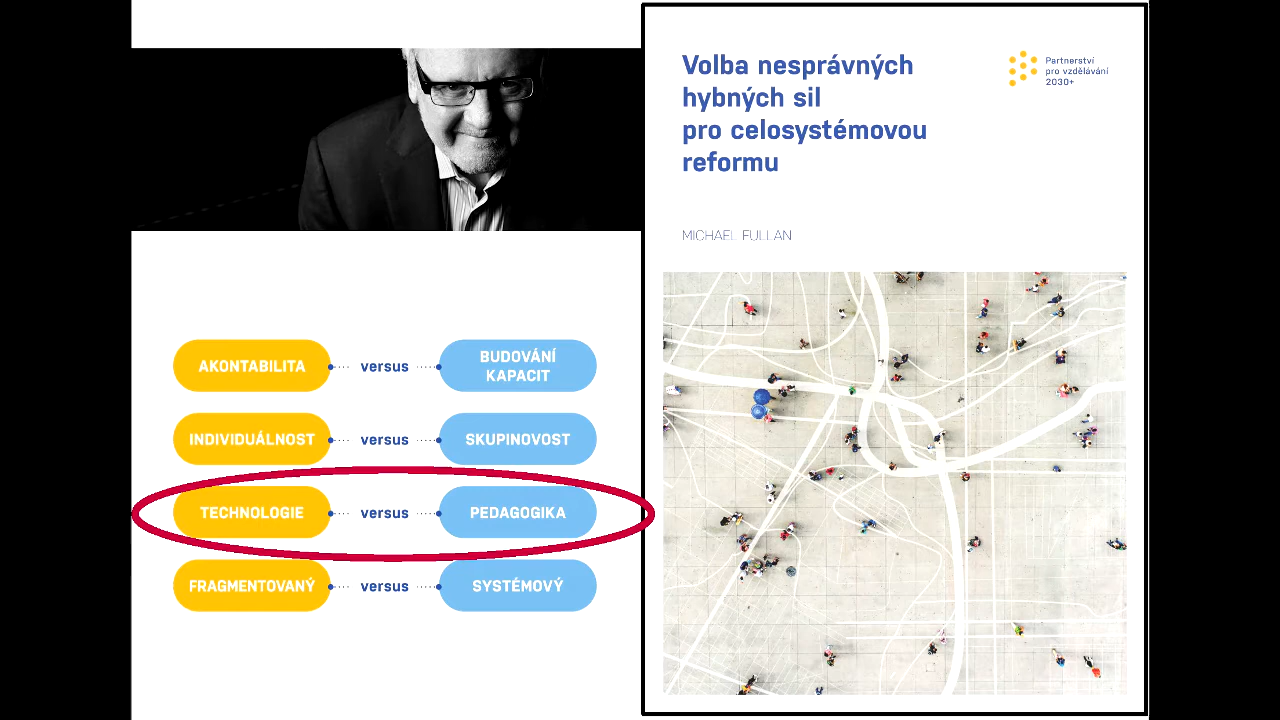 Volba nesprávných
hybných sil
pro celosystémovou
reformu
Partnerství
pro vzdělávání
2030+
MICHAEL FULLAN
AKONTABILITA versus BUDOVÁNÍ
KAPACIT
INDIVIDUÁLNOST versus SKUPINOVOST
TECHNOLOGIE versus PEDAGOGIKA
FRAGMENTOVANÝ versus SYSTÉMOVÝ